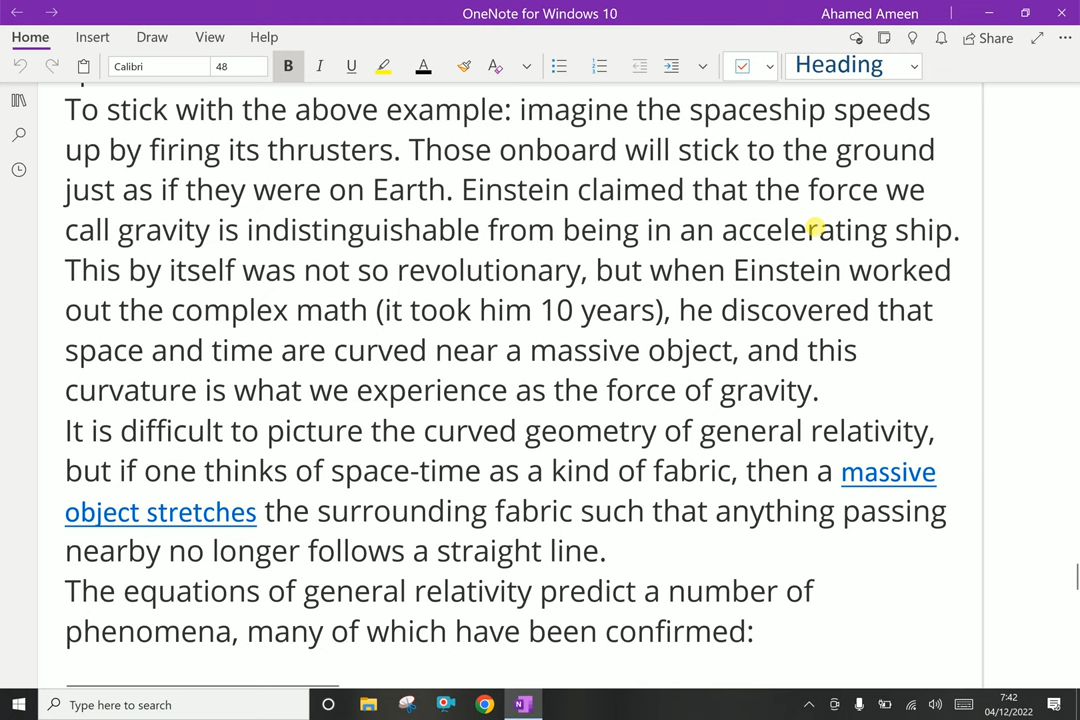 OneNote for Windows 10
Ahamed Ameen
Home Insert Draw View Help
Share
Calibri 48 B I U A A Heading
To stick with the above example: imagine the spaceship speeds
up by firing its thrusters. Those onboard will stick to the ground
just as if they were on Earth. Einstein claimed that the force we
call gravity is indistinguishable from being in an accelerating ship.
This by itself was not so revolutionary, but when Einstein worked
out the complex math (it took him 10 years), he discovered that
space and time are curved near a massive object, and this
curvature is what we experience as the force of gravity.
It is difficult to picture the curved geometry of general relativity,
but if one thinks of space-time as a kind of fabric, then a massive
object stretches the surrounding fabric such that anything passing
nearby no longer follows a straight line.
The equations of general relativity predict a number of
phenomena, many of which have been confirmed:
Type here to search
7:42
04/12/2022